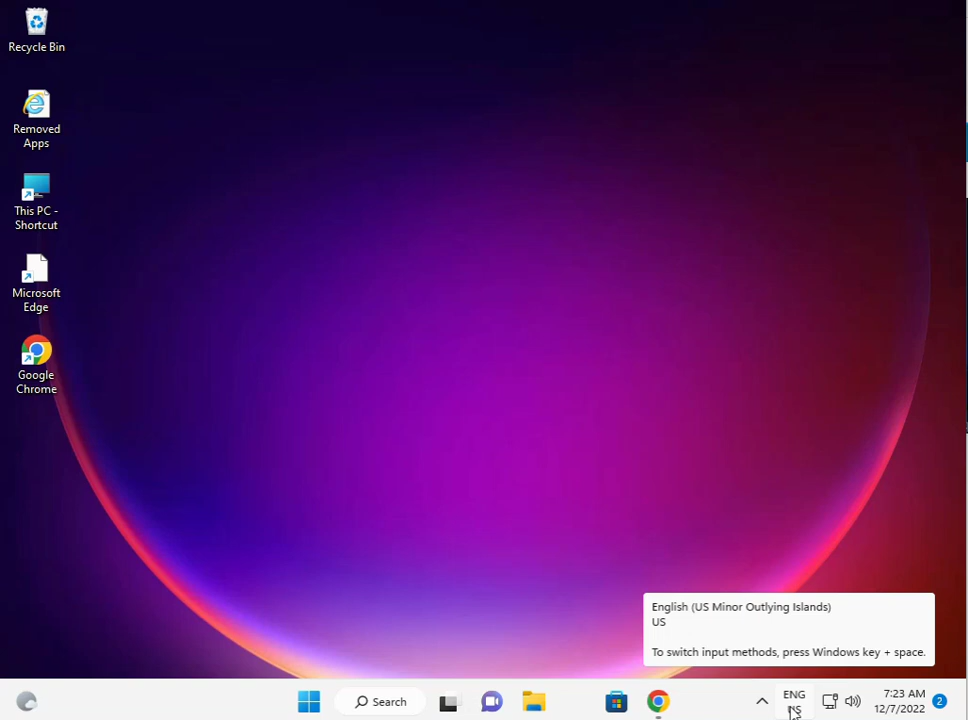 Recycle Bin
Removed
Apps
This PC -
Shortcut
Microsoft
Edge
Google
Chrome
English (US Minor Outlying Islands)
US
To switch input methods, press Windows key + space.
Search
ENG
US
7:23 AM
12/7/2022
2